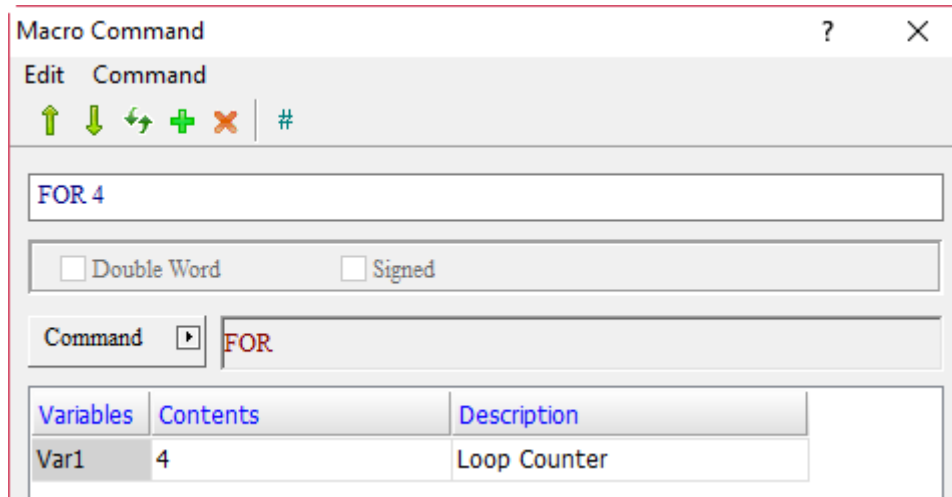 Macro Command ?
Edit Command
#
FOR 4
Double Word Signed
Command FOR
Variables Contents Description
Var1 4 Loop Counter